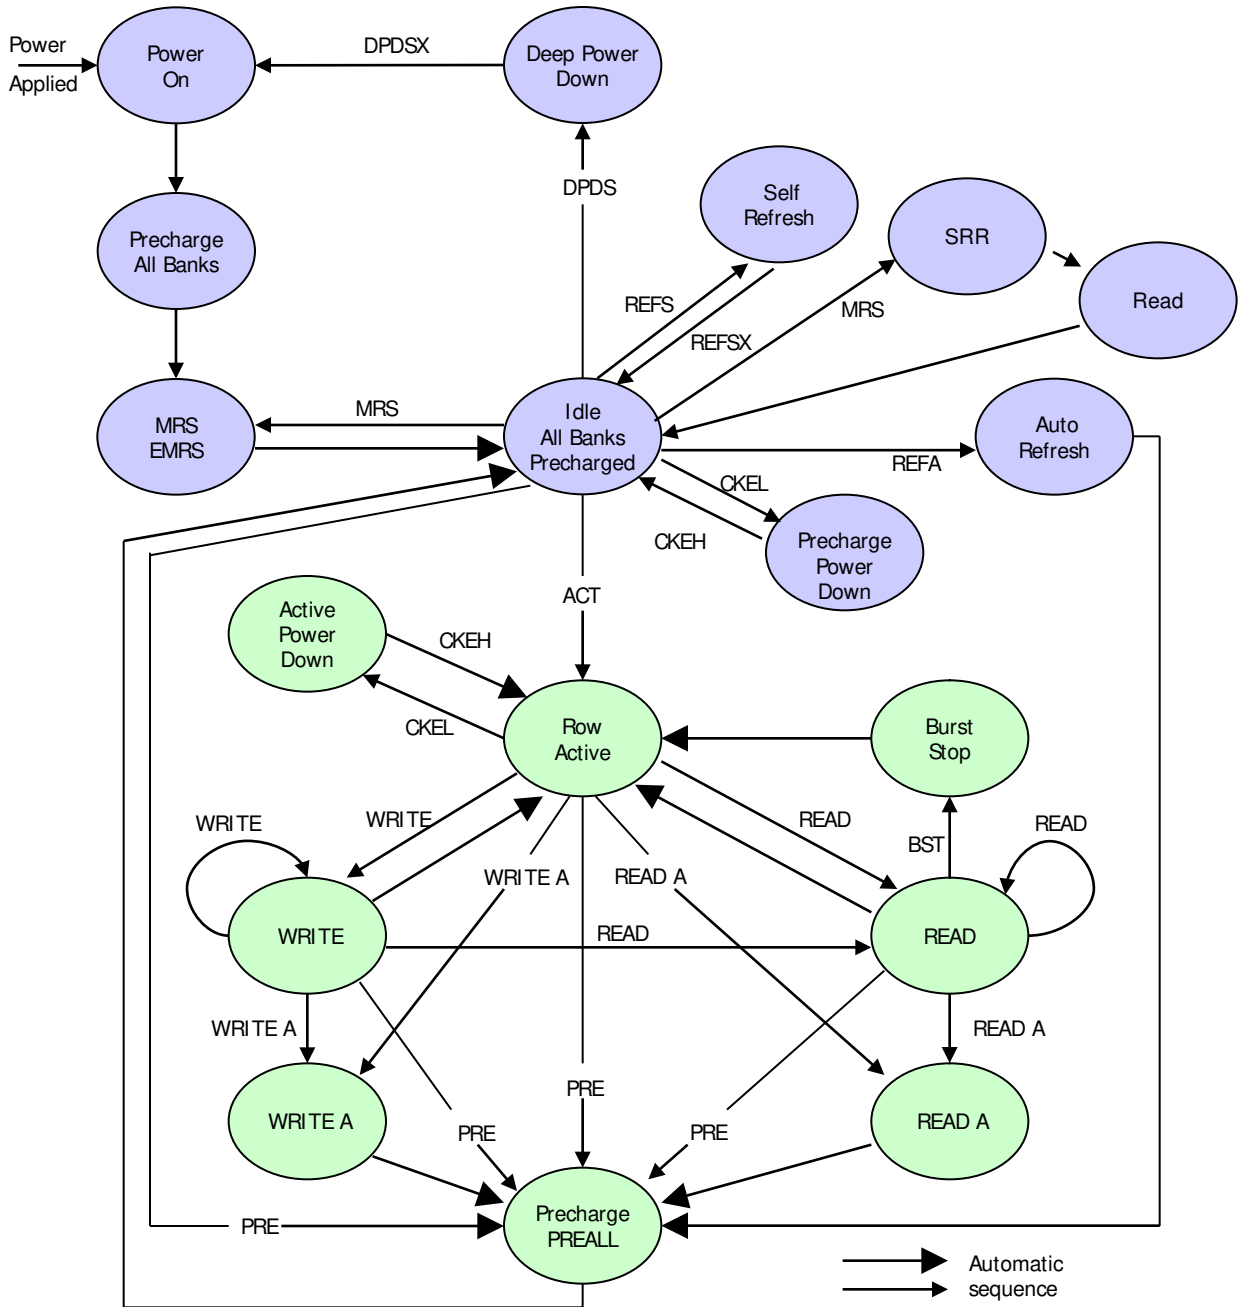 Power
Applied
Power
On
DPDSX
Deep Power
Down
DPDS
Self
Refresh
SRR
Read
Precharge
All Banks
REFS
REFSX
MRS
MRS
EMRS
MRS
Idle
All Banks
Precharged
Auto
Refresh
REFA
CKEL
CKEH
Precharge
Power
Down
ACT
Active
Power
Down
CKEH
CKEL
Row
Active
Burst
Stop
WRITE
WRITE
READ
BST
READ
WRITE A
READ A
WRITE
READ
READ
WRITE A
READ A
WRITE A
PRE
PRE
PRE
READ A
PRE
Precharge
PREALL
Automatic
sequence